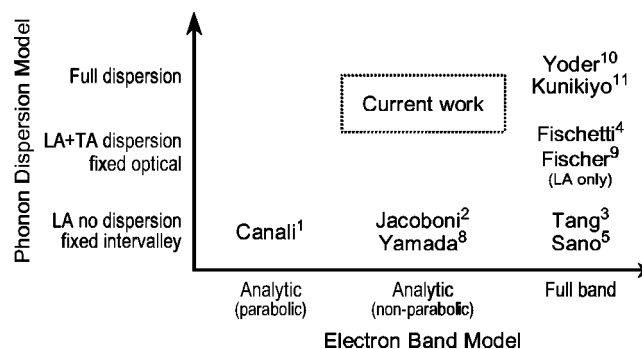 Phonon Dispersion Model
Full dispersion
LA+TA dispersion
fixed optical
LA no dispersion
fixed intervalley
Yoder¹⁰
Kunikiyo¹¹
Current work
Fischetti⁴
Fischer⁹
(LA only)
Canali¹
Jacoboni²
Yamada⁸
Tang³
Sano⁵
Analytic
(parabolic)
Analytic
(non-parabolic)
Full band
Electron Band Model